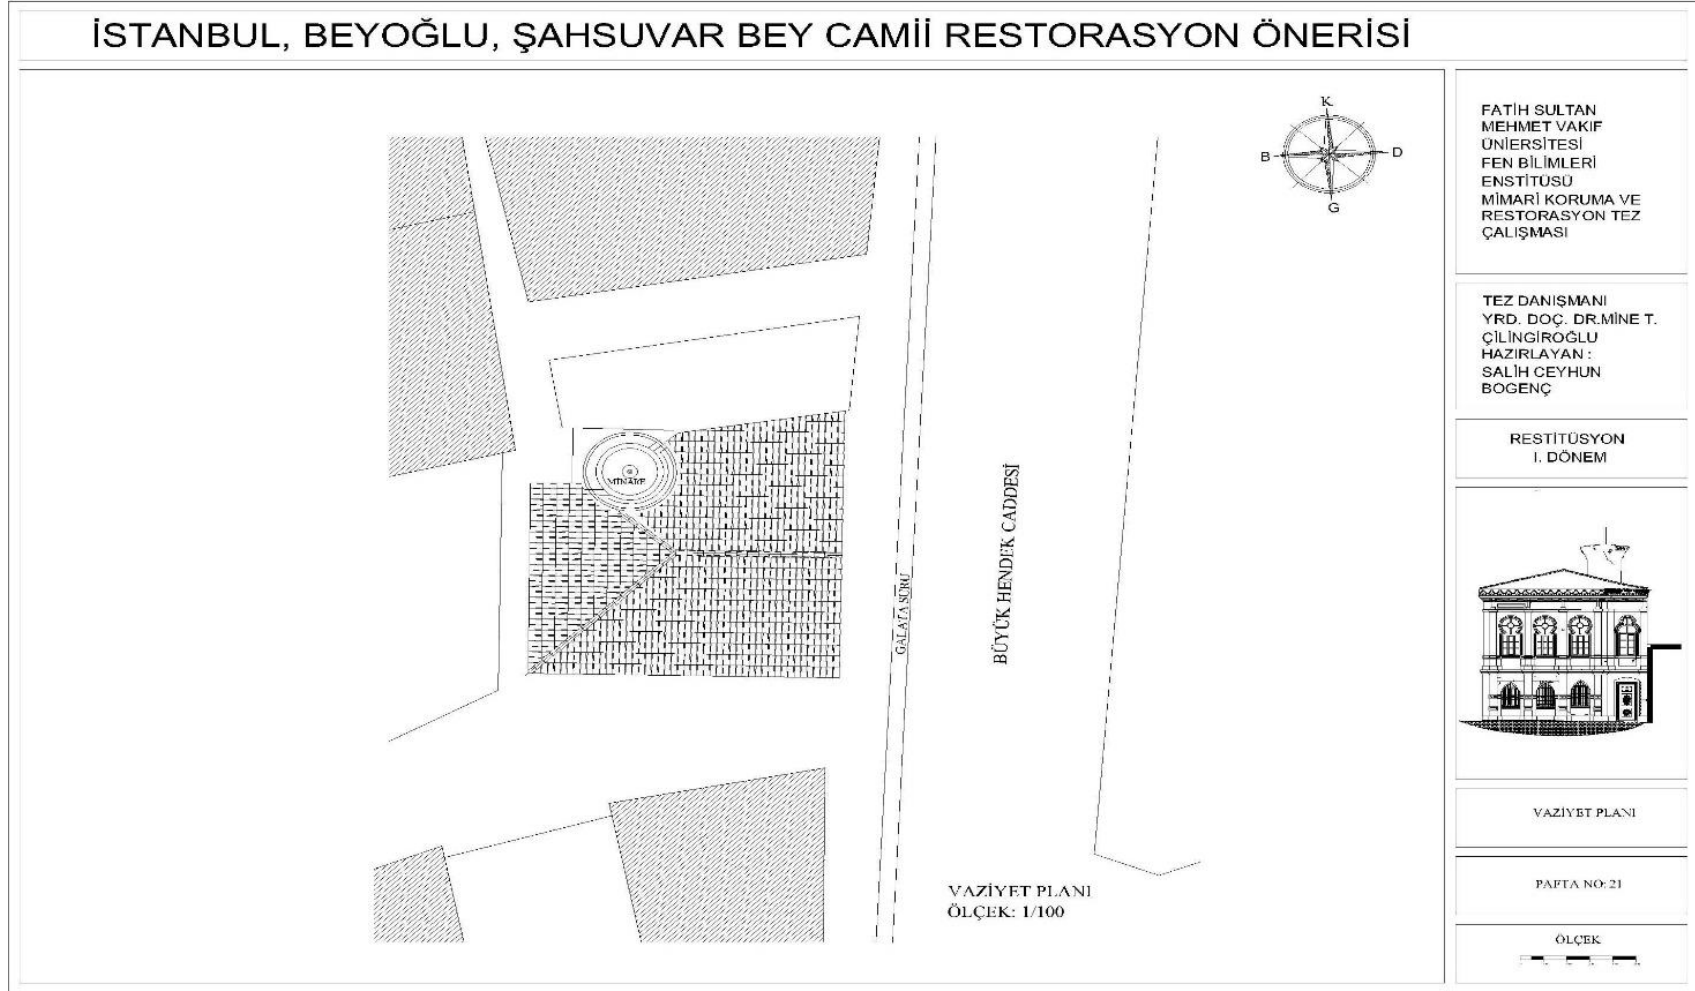 İSTANBUL, BEYOĞLU, ŞAHSUVAR BEY CAMİİ RESTORASYON ÖNERİSİ
K
B
D
G
MİNARE
GALATA SURU
BÜYÜK HENDEK CADDESİ
VAZİYET PLANI
ÖLÇEK: 1/100
FATİH SULTAN
MEHMET VAKIF
ÜNİERSİTESİ
FEN BİLİMLERİ
ENSTİTÜSÜ
MİMARİ KORUMA VE
RESTORASYON TEZ
ÇALIŞMASI
TEZ DANIŞMANI
YRD. DOÇ. DR.MİNE T.
ÇİLİNGİROĞLU
HAZIRLAYAN :
SALİH CEYHUN
BOGENÇ
RESTİTÜSYON
I. DÖNEM
VAZİYET PLANI
PAFTA NO: 21
ÖLÇEK